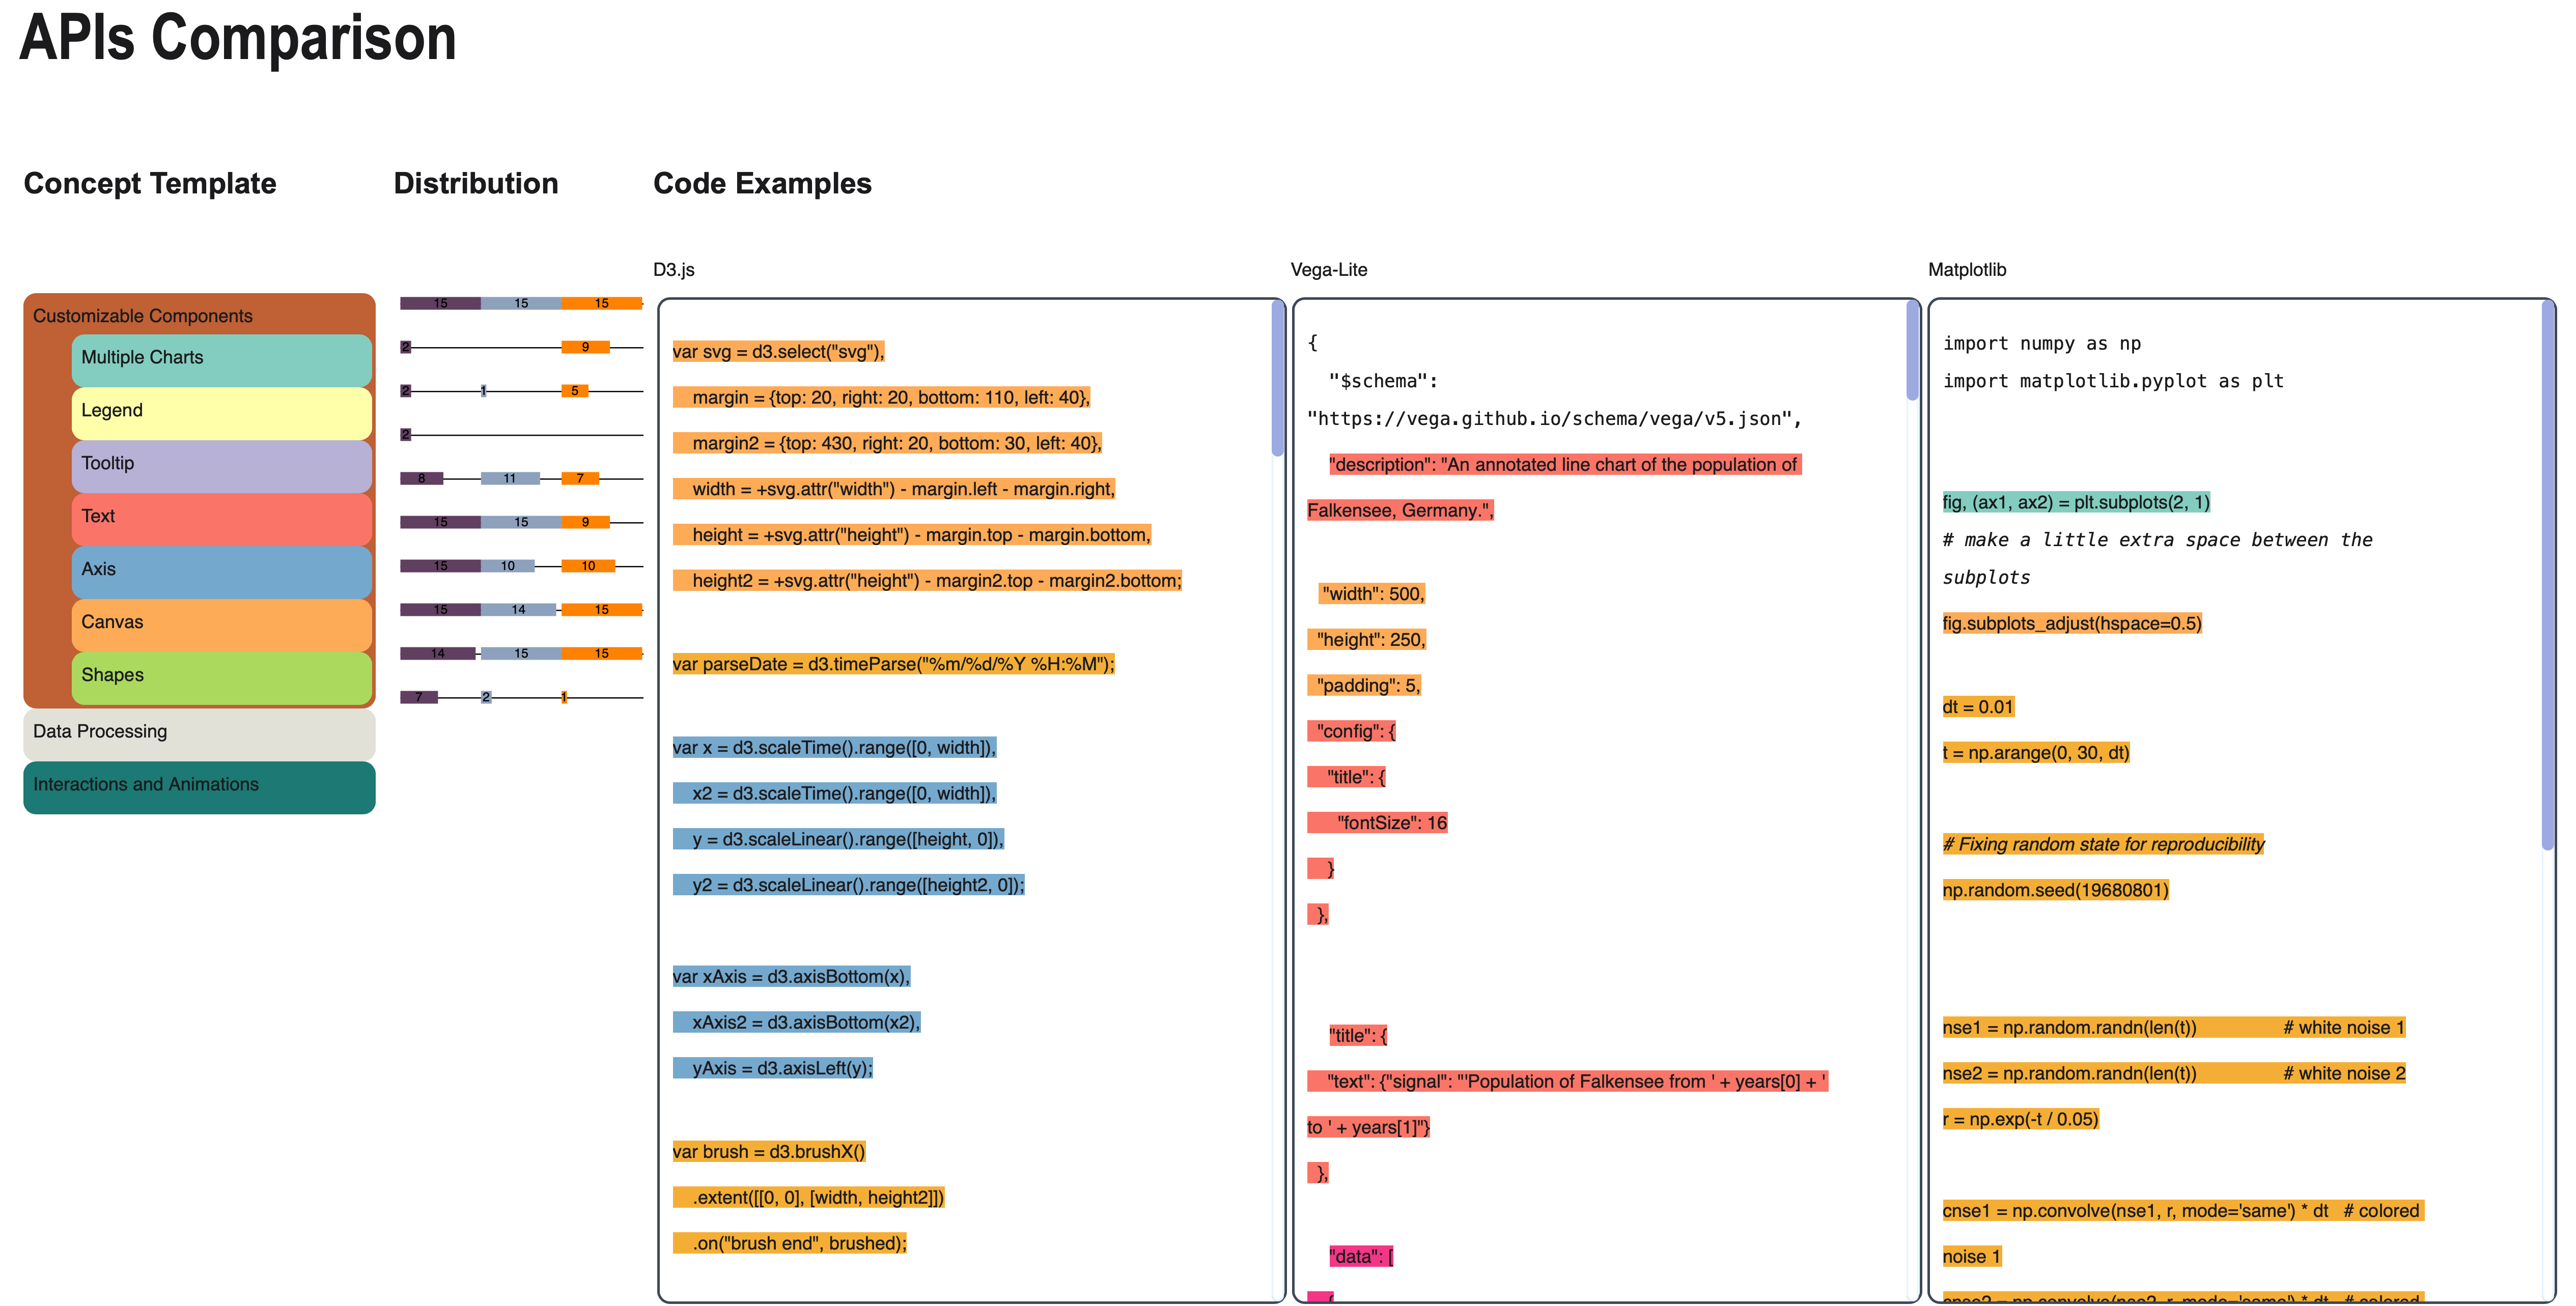 APIs Comparison
Concept Template
Distribution
Code Examples
D3.js
Vega-Lite
Matplotlib
Customizable Components
Multiple Charts
Legend
Tooltip
Text
Axis
Canvas
Shapes
Data Processing
Interactions and Animations
15 15 15
2 9
2 1 5
2
8 11 7
15 15 9
15 10 10
15 14 15
14 15 15
7 2 1
var svg = d3.select("svg"),
margin = {top: 20, right: 20, bottom: 110, left: 40},
margin2 = {top: 430, right: 20, bottom: 30, left: 40},
width = +svg.attr("width") - margin.left - margin.right,
height = +svg.attr("height") - margin.top - margin.bottom,
height2 = +svg.attr("height") - margin2.top - margin2.bottom;
var parseDate = d3.timeParse("%m/%d/%Y %H:%M");
var x = d3.scaleTime().range([0, width]),
x2 = d3.scaleTime().range([0, width]),
y = d3.scaleLinear().range([height, 0]),
y2 = d3.scaleLinear().range([height2, 0]);
var xAxis = d3.axisBottom(x),
xAxis2 = d3.axisBottom(x2),
yAxis = d3.axisLeft(y);
var brush = d3.brushX()
.extent([[0, 0], [width, height2]])
.on("brush end", brushed);
{
"$schema":
"https://vega.github.io/schema/vega/v5.json",
"description": "An annotated line chart of the population of
Falkensee, Germany.",
"width": 500,
"height": 250,
"padding": 5,
"config": {
"title": {
"fontSize": 16
}
},
"title": {
"text": {"signal": "'Population of Falkensee from ' + years[0] + '
to ' + years[1]"}
},
"data": [
{
import numpy as np
import matplotlib.pyplot as plt
fig, (ax1, ax2) = plt.subplots(2, 1)
# make a little extra space between the
subplots
fig.subplots_adjust(hspace=0.5)
dt = 0.01
t = np.arange(0, 30, dt)
# Fixing random state for reproducibility
np.random.seed(19680801)
nse1 = np.random.randn(len(t)) # white noise 1
nse2 = np.random.randn(len(t)) # white noise 2
r = np.exp(-t / 0.05)
cnse1 = np.convolve(nse1, r, mode='same') * dt # colored
noise 1
cnse2 = np.convolve(nse2, r, mode='same') * dt # colored